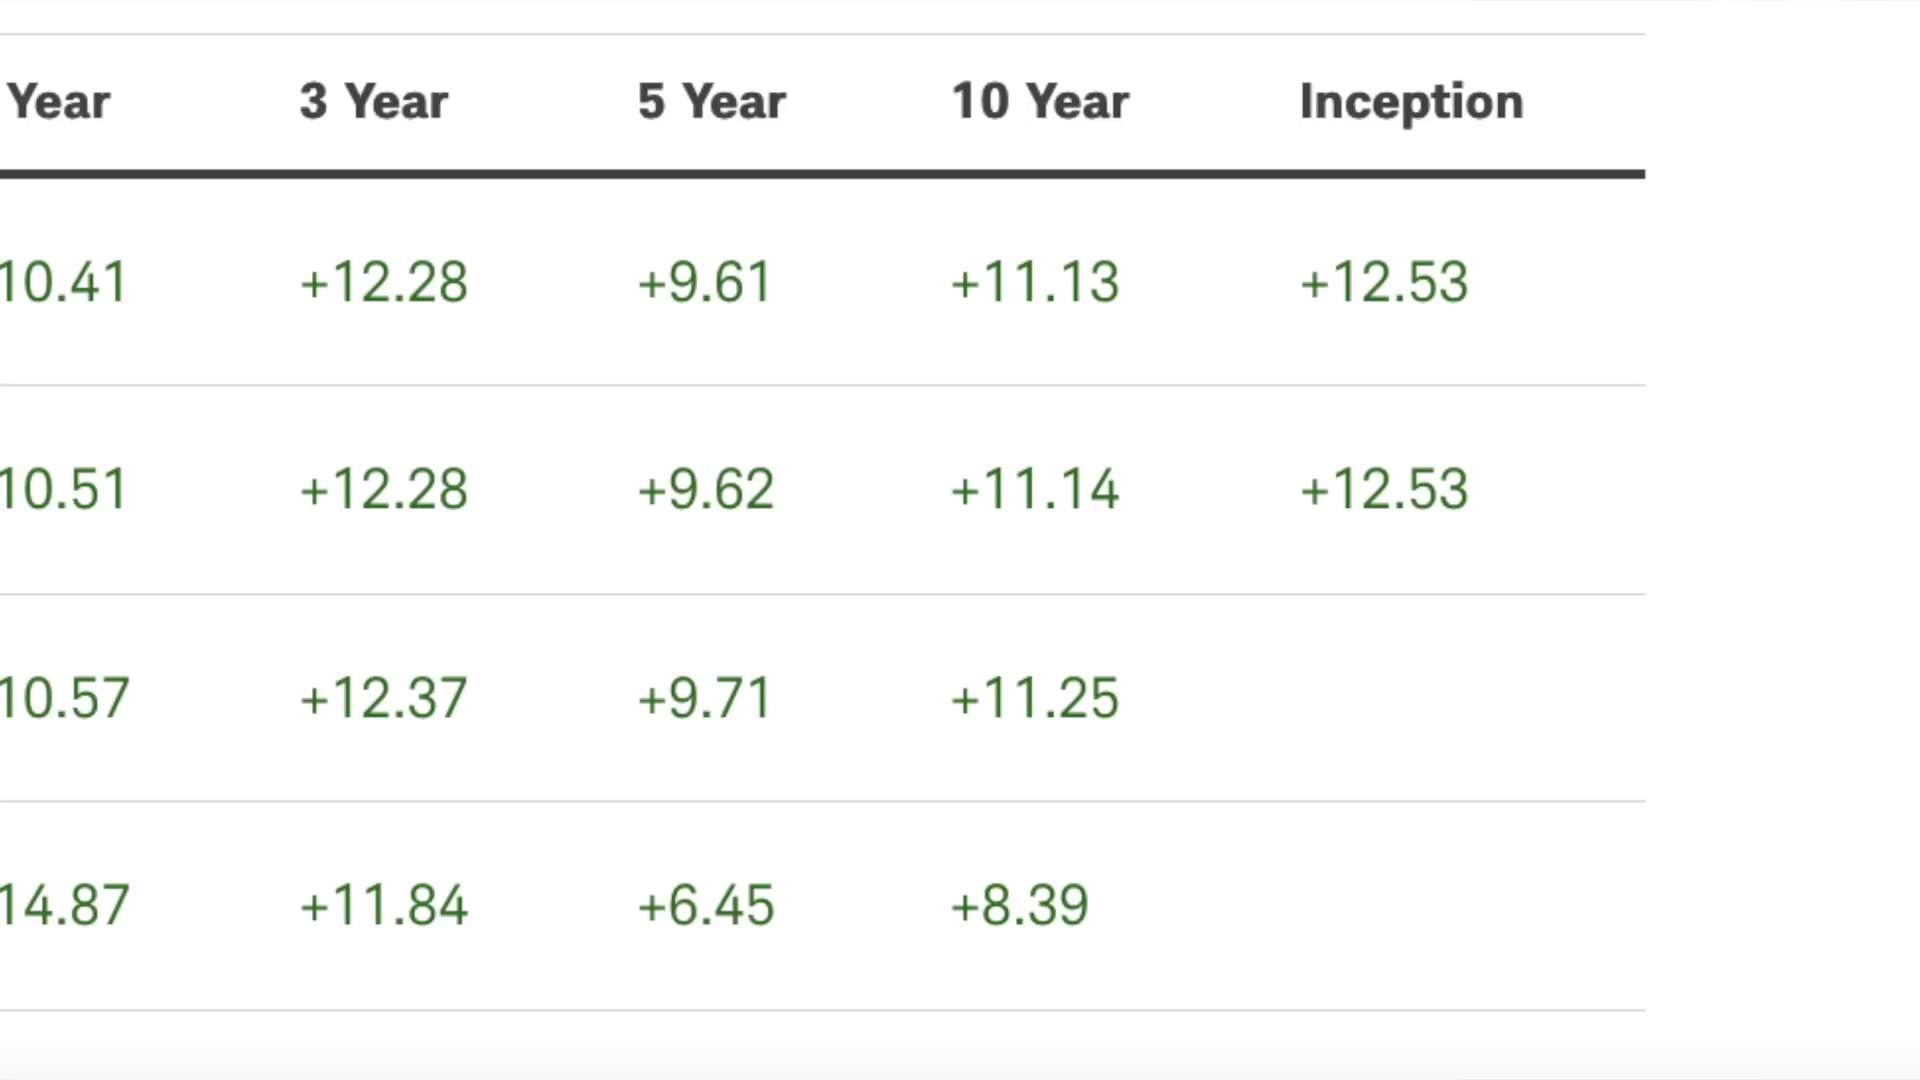 Year 3 Year 5 Year 10 Year Inception
10.41 +12.28 +9.61 +11.13 +12.53
10.51 +12.28 +9.62 +11.14 +12.53
10.57 +12.37 +9.71 +11.25
14.87 +11.84 +6.45 +8.39